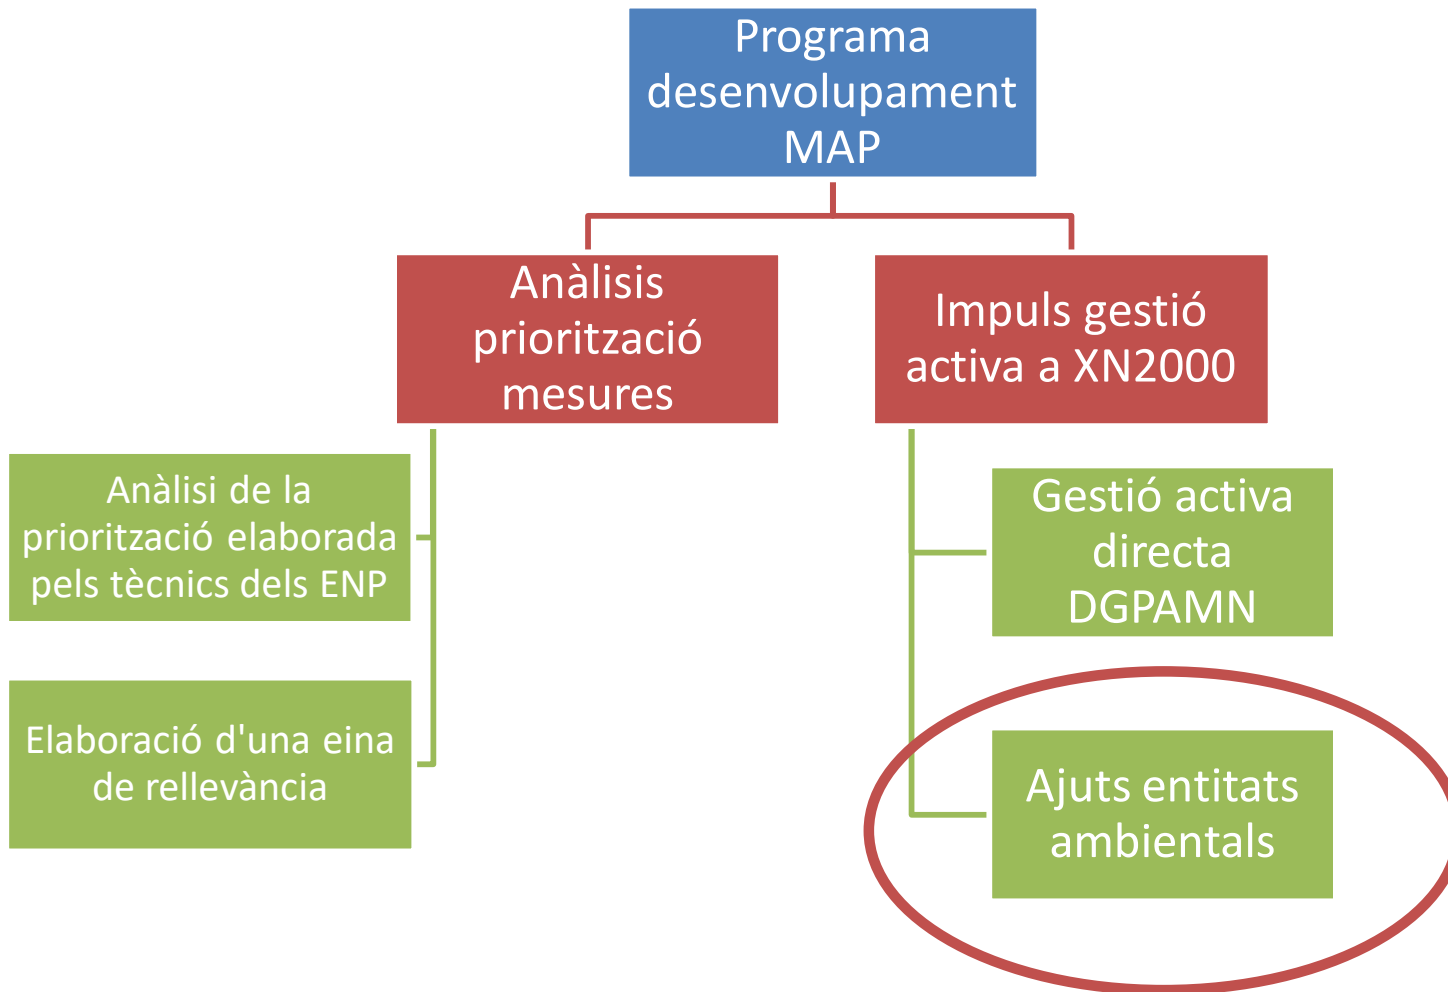 Programa
desenvolupament
MAP
Anàlisis
priorització
mesures
Impuls gestió
activa a XN2000
Anàlisi de la
priorització elaborada
pels tècnics dels ENP
Elaboració d'una eina
de rellevància
Gestió activa
directa
DGPAMN
Ajuts entitats
ambientals